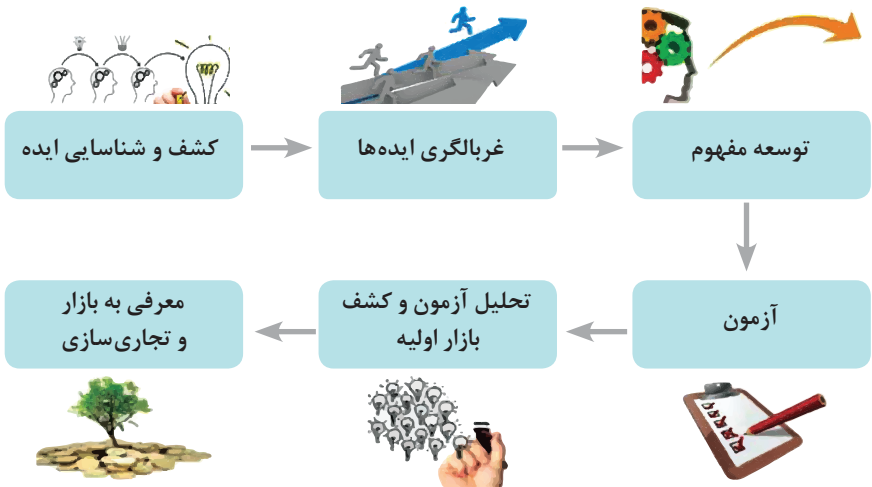 کشف و شناسایی ایده
غربالگری ایده‌ها
توسعه مفهوم
آزمون
تحلیل آزمون و کشف
بازار اولیه
معرفی به بازار
و تجاری‌سازی